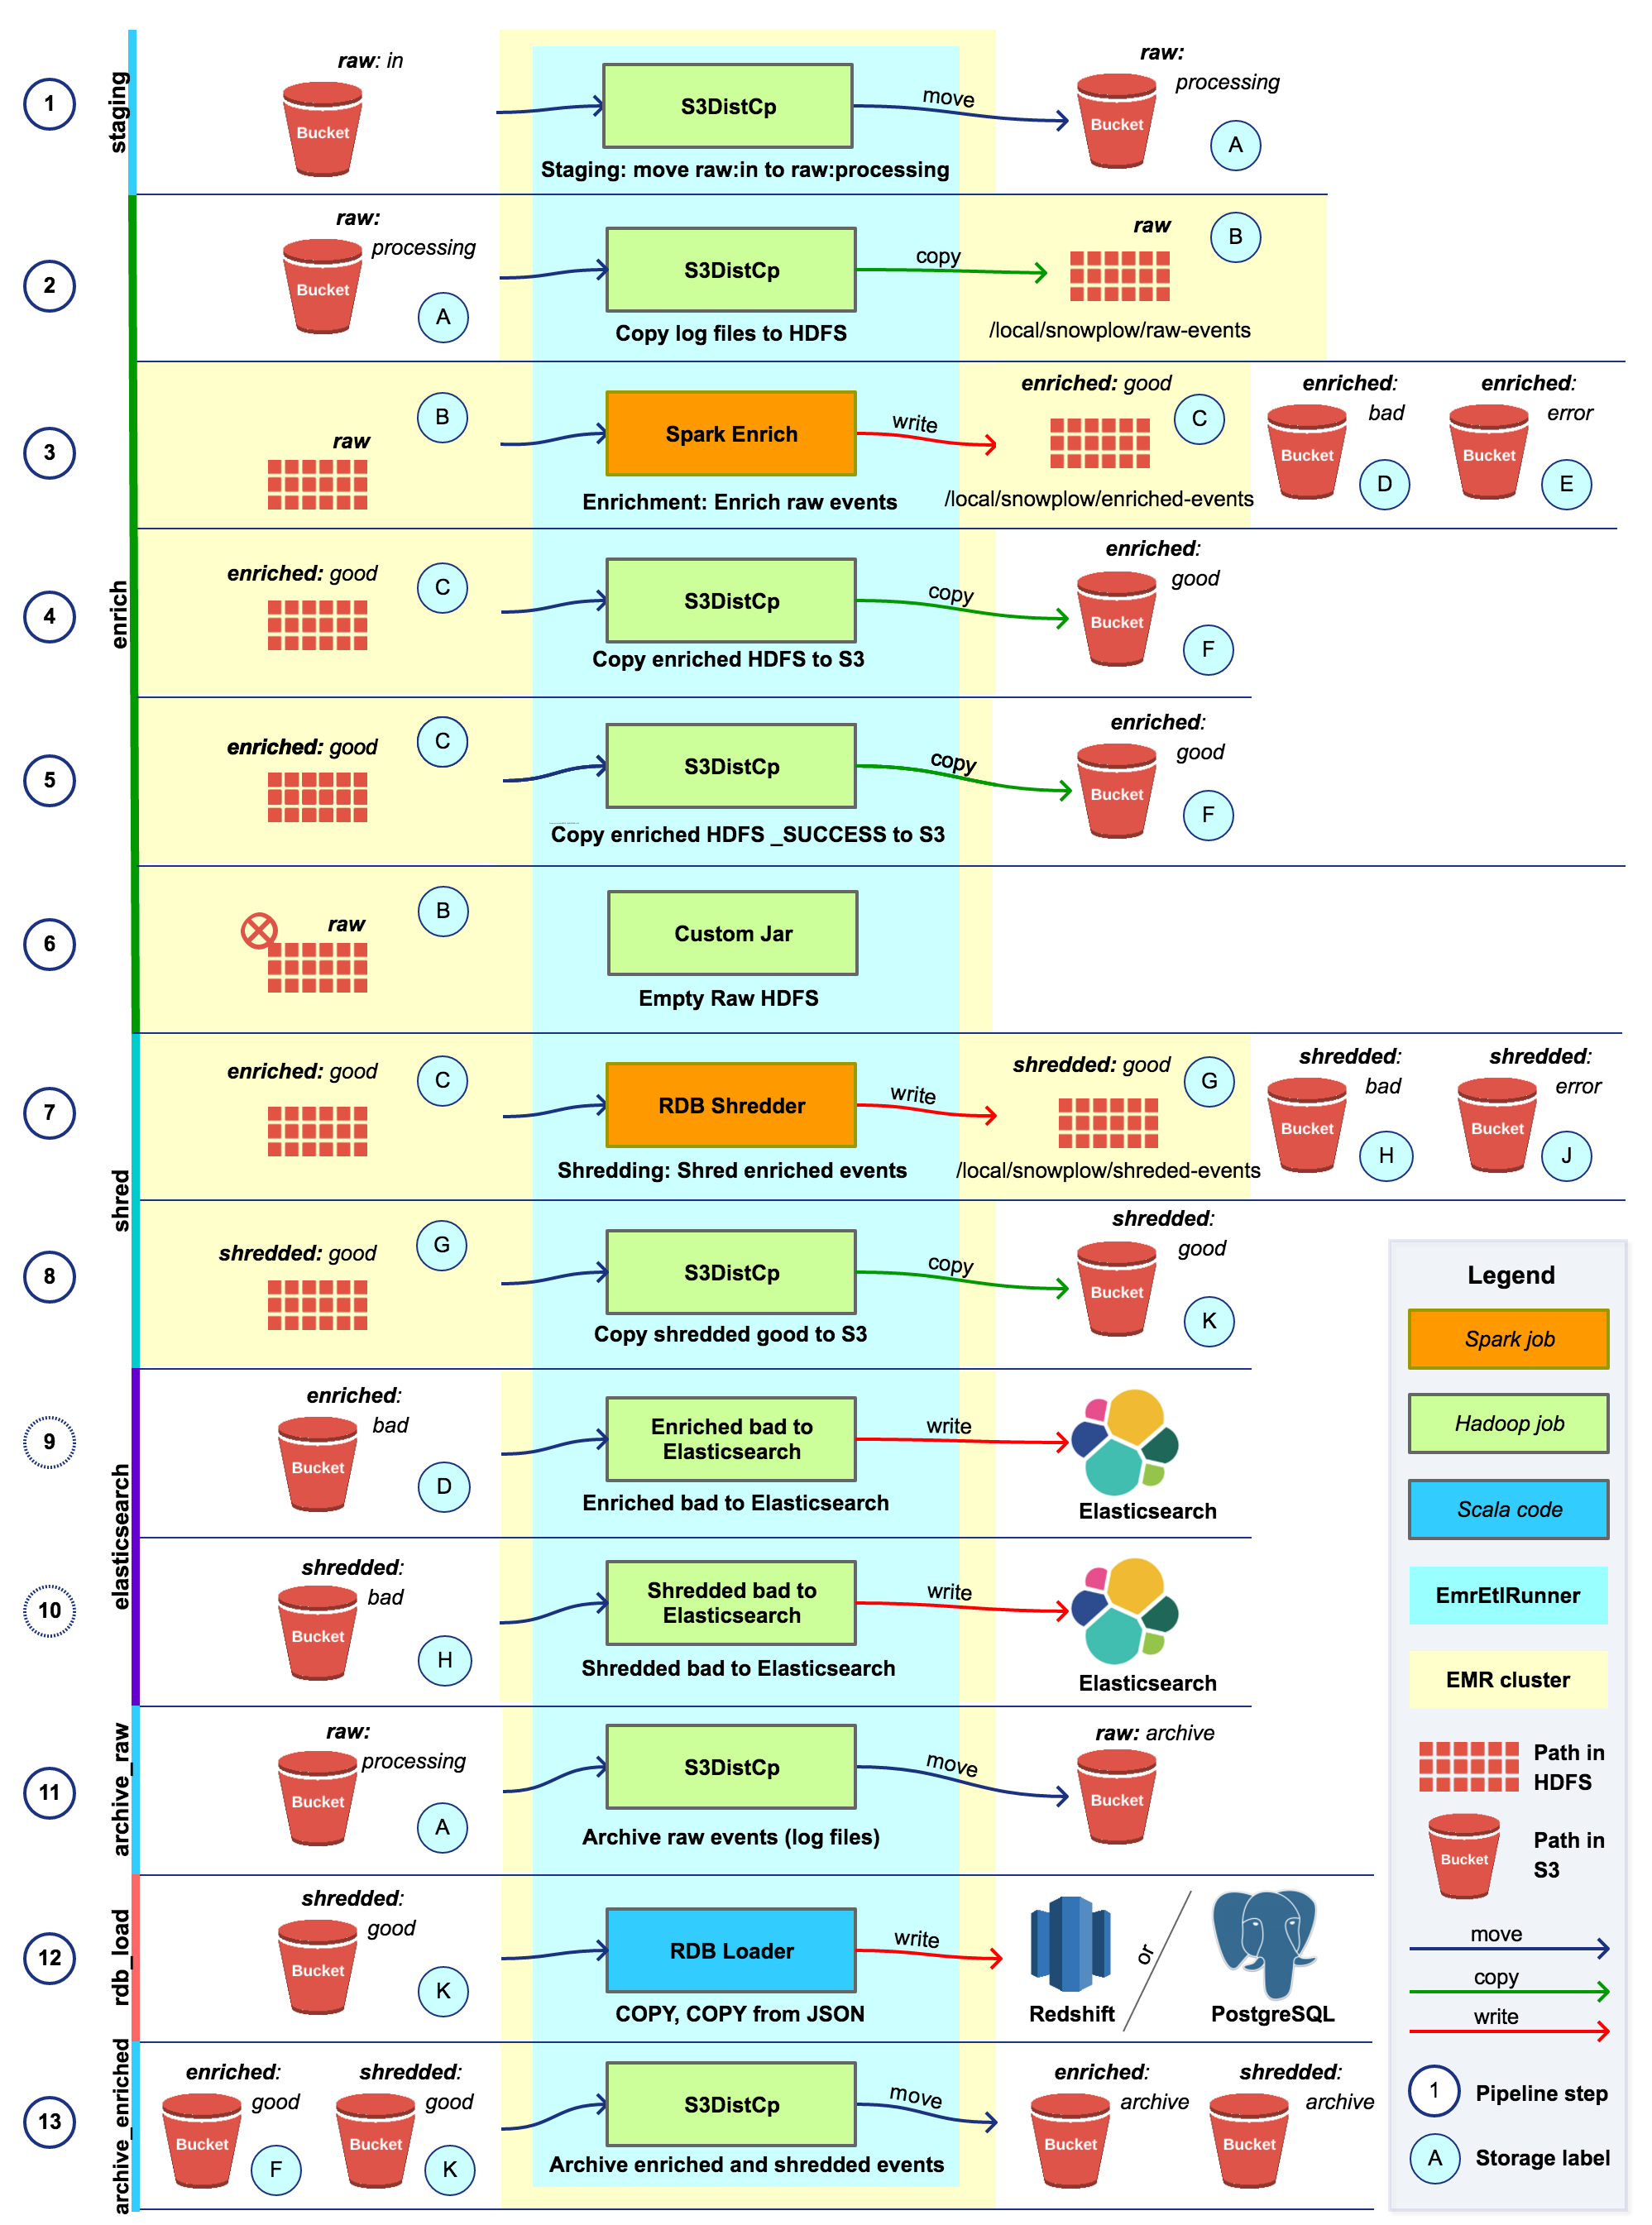 staging
1
raw: in
Bucket
S3DistCp
Staging: move raw:in to raw:processing
move
raw:
processing
Bucket
A
enrich
2
raw:
processing
Bucket
A
S3DistCp
Copy log files to HDFS
copy
raw
B
/local/snowplow/raw-events
3
B
raw
Spark Enrich
Enrichment: Enrich raw events
write
enriched: good
C
/local/snowplow/enriched-events
enriched:
bad
Bucket
D
enriched:
error
Bucket
E
4
enriched: good
C
S3DistCp
Copy enriched HDFS to S3
copy
enriched:
good
Bucket
F
5
enriched: good
C
S3DistCp
Copy enriched HDFS _SUCCESS to S3
copy
enriched:
good
Bucket
F
6
raw
B
Custom Jar
Empty Raw HDFS
shred
7
enriched: good
C
RDB Shredder
Shredding: Shred enriched events
write
shredded: good
G
/local/snowplow/shreded-events
shredded:
bad
Bucket
H
shredded:
error
Bucket
J
8
shredded: good
G
S3DistCp
Copy shredded good to S3
copy
shredded:
good
Bucket
K
elasticsearch
9
enriched:
bad
Bucket
D
Enriched bad to
Elasticsearch
Enriched bad to Elasticsearch
write
Elasticsearch
10
shredded:
bad
Bucket
H
Shredded bad to
Elasticsearch
Shredded bad to Elasticsearch
write
Elasticsearch
archive_raw
11
raw:
processing
Bucket
A
S3DistCp
Archive raw events (log files)
move
raw: archive
Bucket
rdb_load
12
shredded:
good
Bucket
K
RDB Loader
COPY, COPY from JSON
write
Redshift
or
PostgreSQL
archive_enriched
13
enriched:
good
Bucket
F
shredded:
good
Bucket
K
S3DistCp
Archive enriched and shredded events
move
enriched:
archive
Bucket
shredded:
archive
Bucket
Legend
Spark job
Hadoop job
Scala code
EmrEtlRunner
EMR cluster
Path in
HDFS
Bucket
Path in
S3
move
copy
write
1
Pipeline step
A
Storage label